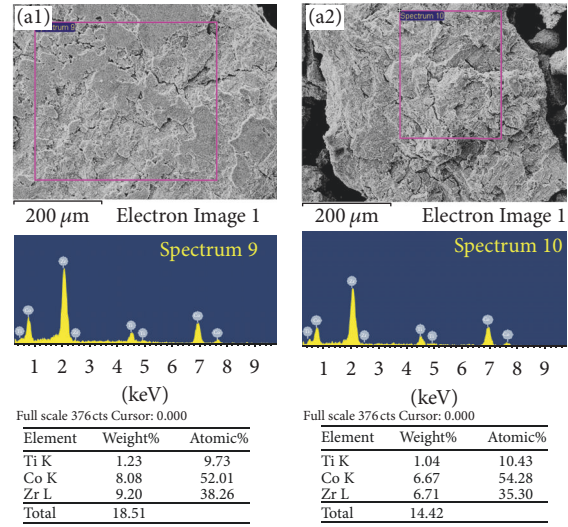 (a1)
Spectrum 9
200 µm Electron Image 1
Spectrum 9
1 2 3 4 5 6 7 8 9
(keV)
Full scale 376 cts Cursor: 0.000
Element Weight% Atomic%
Ti K 1.23 9.73
Co K 8.08 52.01
Zr L 9.20 38.26
Total 18.51
(a2)
Spectrum 10
200 µm Electron Image 1
Spectrum 10
1 2 3 4 5 6 7 8 9
(keV)
Full scale 376 cts Cursor: 0.000
Element Weight% Atomic%
Ti K 1.04 10.43
Co K 6.67 54.28
Zr L 6.71 35.30
Total 14.42